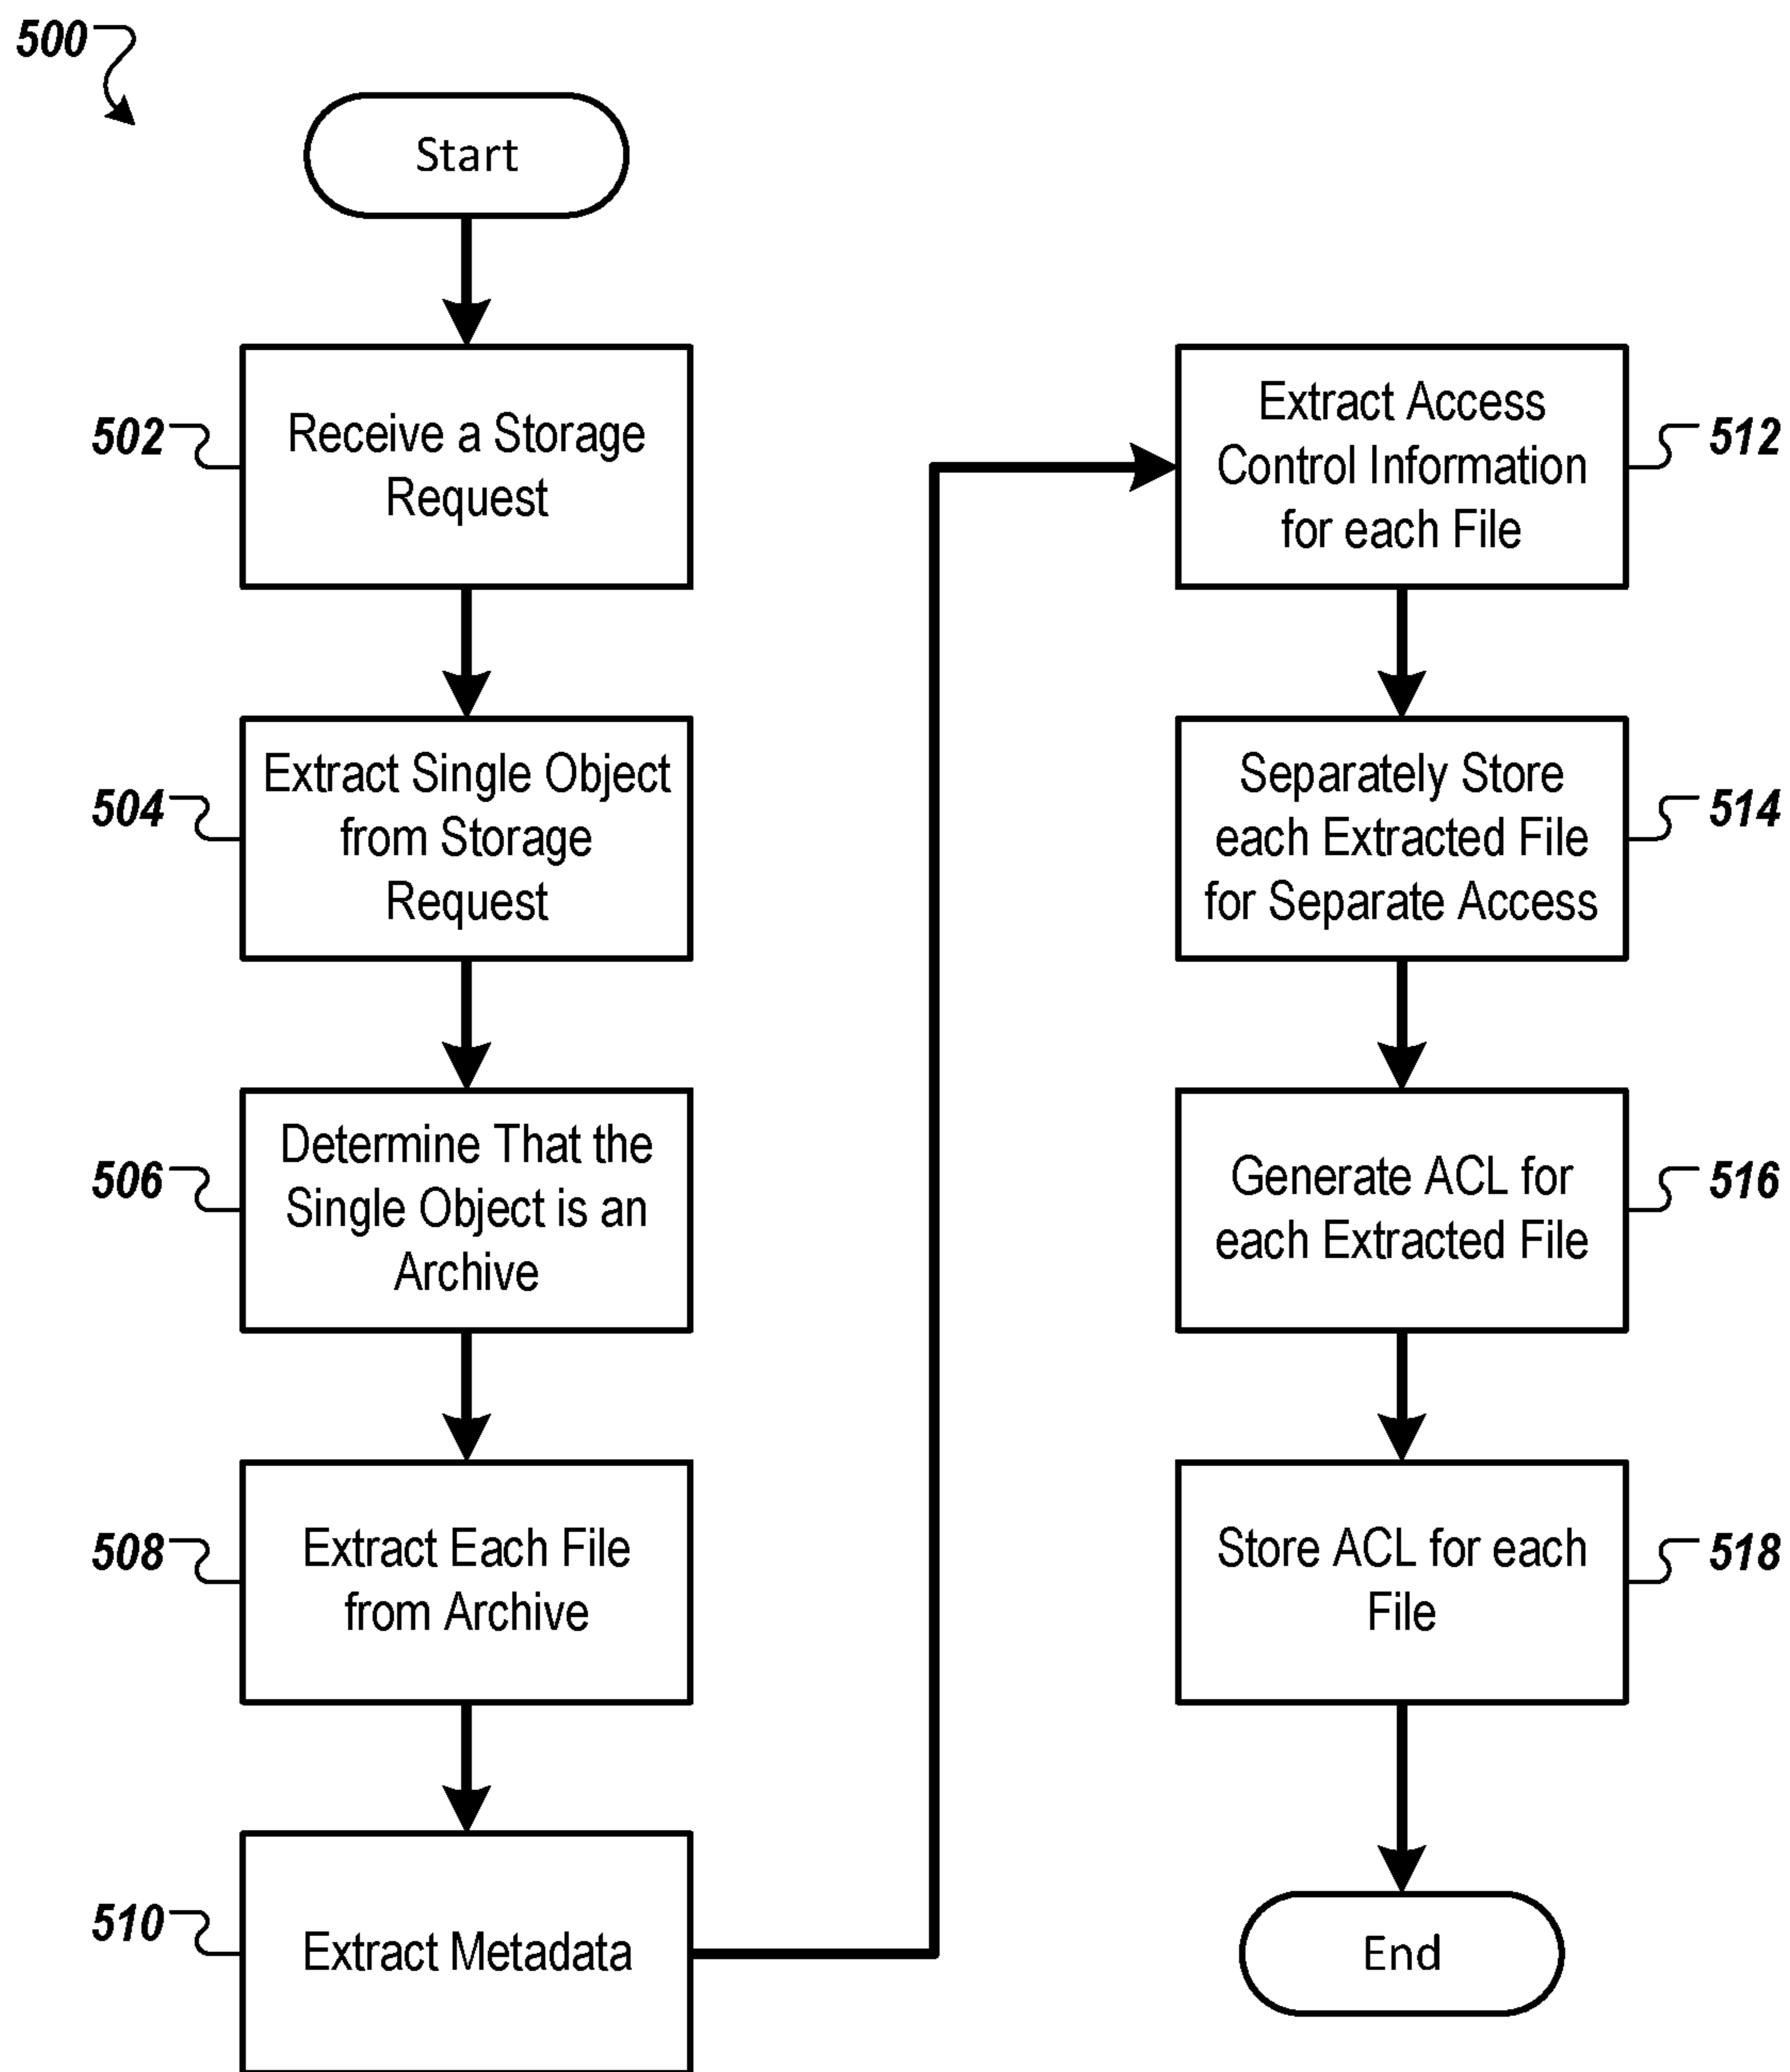 500
Start
502
Receive a Storage
Request
504
Extract Single Object
from Storage
Request
506
Determine That the
Single Object is an
Archive
508
Extract Each File
from Archive
510
Extract Metadata
Extract Access
Control Information
for each File
512
Separately Store
each Extracted File
for Separate Access
514
Generate ACL for
each Extracted File
516
Store ACL for each
File
518
End